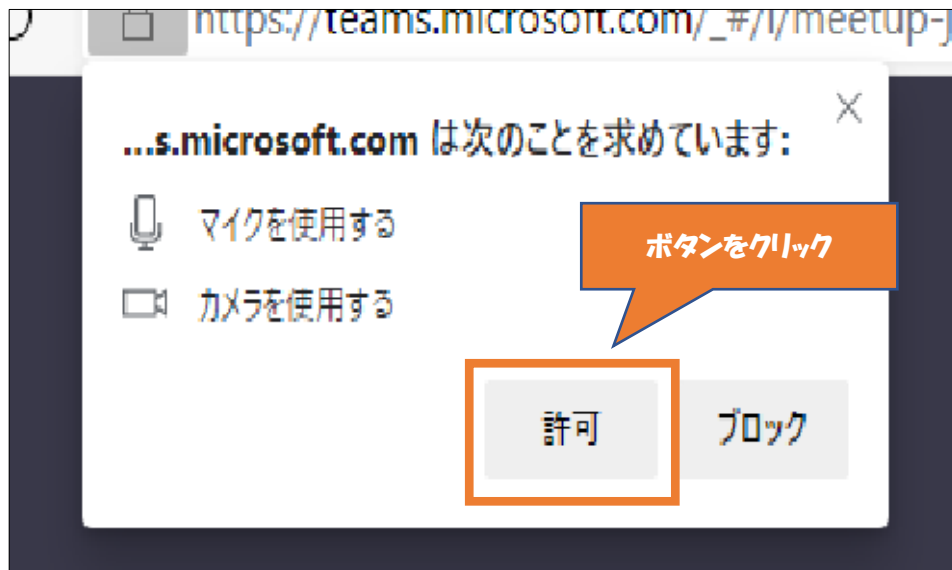 https://teams.microsoft.com/_#/l/meetup-j
...s.microsoft.com は次のことを求めています:
マイクを使用する
ボタンをクリック
カメラを使用する
許可
ブロック